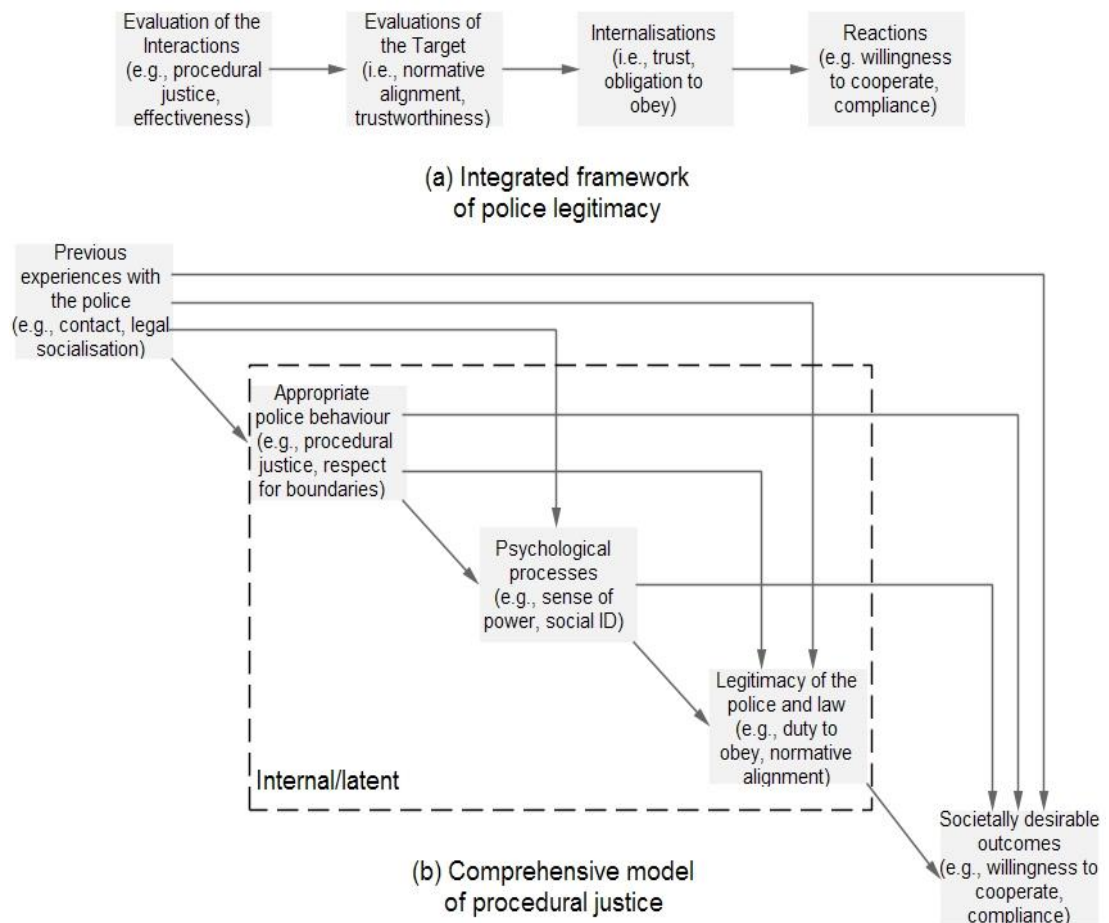 Evaluation of the
Interactions
(e.g., procedural
justice,
effectiveness)
Evaluations of
the Target
(i.e., normative
alignment,
trustworthiness)
Internalisations
(i.e., trust,
obligation to
obey)
Reactions
(e.g. willingness
to cooperate,
compliance)
(a) Integrated framework
of police legitimacy
Previous
experiences with
the police
(e.g., contact, legal
socialisation)
Appropriate
police behaviour
(e.g., procedural
justice, respect
for boundaries)
Psychological
processes
(e.g., sense of
power, social ID)
Legitimacy of the
police and law
(e.g., duty to
obey, normative
alignment)
Internal/latent
Societally desirable
outcomes
(e.g., willingness to
cooperate,
compliance)
(b) Comprehensive model
of procedural justice